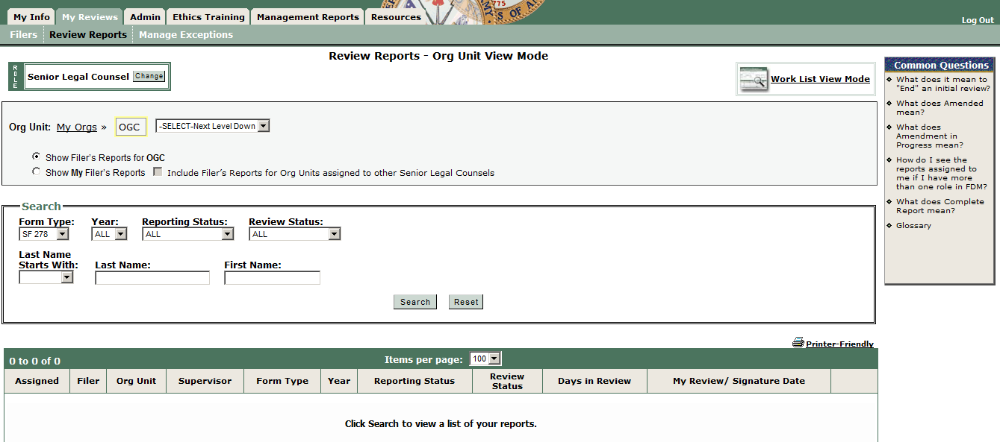 My Info My Reviews Admin Ethics Training Management Reports Resources
775
MY'S OF A
Log Out
Filers Review Reports Manage Exceptions
Review Reports - Org Unit View Mode
ROLE
Senior Legal Counsel Change
Work List View Mode
Org Unit: My Orgs » OGC -SELECT-Next Level Down
Show Filer's Reports for OGC
Show My Filer's Reports Include Filer's Reports for Org Units assigned to other Senior Legal Counsels
Common Questions
What does it mean to
"End" an initial review?
What does Amended
mean?
What does
Amendment in
Progress mean?
How do I see the
reports assigned to
me if I have more
than one role in FDM?
What does Complete
Report mean?
Glossary
Search
Form Type: Year: Reporting Status: Review Status:
SF 278 ALL ALL ALL
Last Name
Starts With: Last Name: First Name:
Search Reset
Printer-Friendly
0 to 0 of 0 Items per page: 100
Assigned Filer Org Unit Supervisor Form Type Year Reporting Status Review
Status Days in Review My Review/ Signature Date
Click Search to view a list of your reports.